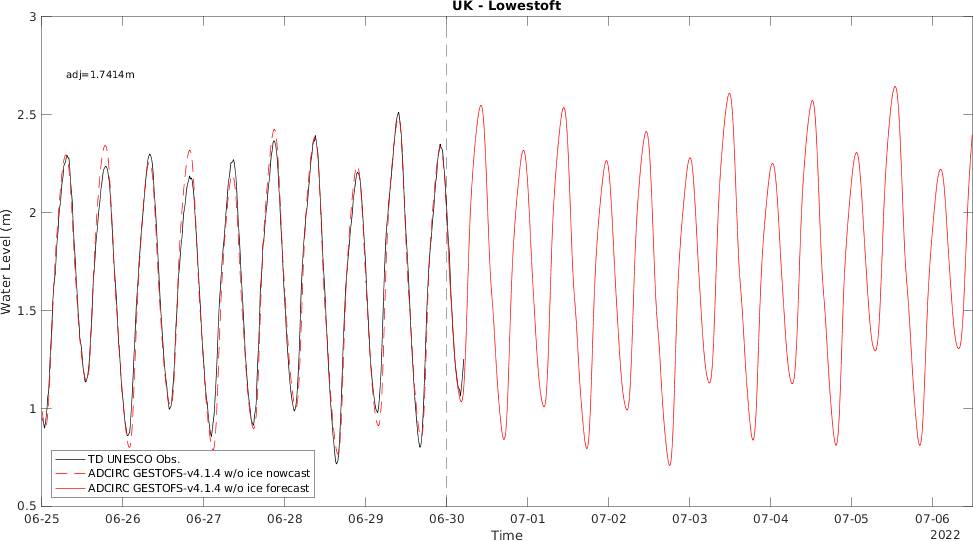 UK - Lowestoft
3
2.5
2
1.5
1
0.5
Water Level (m)
adj=1.7414m
TD UNESCO Obs.
ADCIRC GESTOFS-v4.1.4 w/o ice nowcast
ADCIRC GESTOFS-v4.1.4 w/o ice forecast
06-25 06-26 06-27 06-28 06-29 06-30 07-01 07-02 07-03 07-04 07-05 07-06
Time
2022